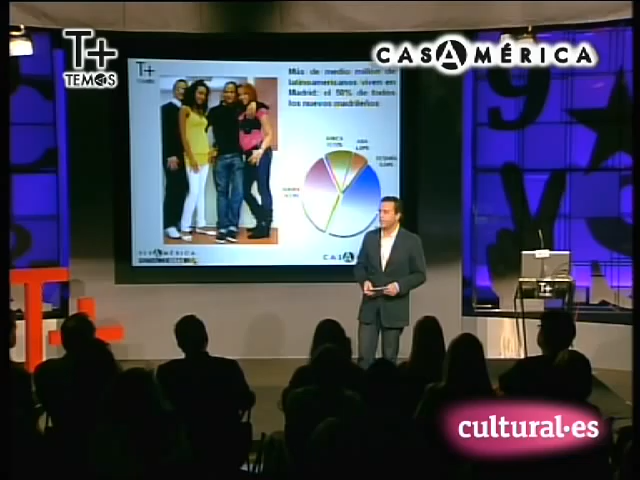 T+
TEMAS
CASAMÉRICA
T+
Más de medio millón de
latinoamericanos viven en
Madrid: el 50% de todos
los nuevos madrileños
CASAMÉRICA
T+
T+
cultural·es